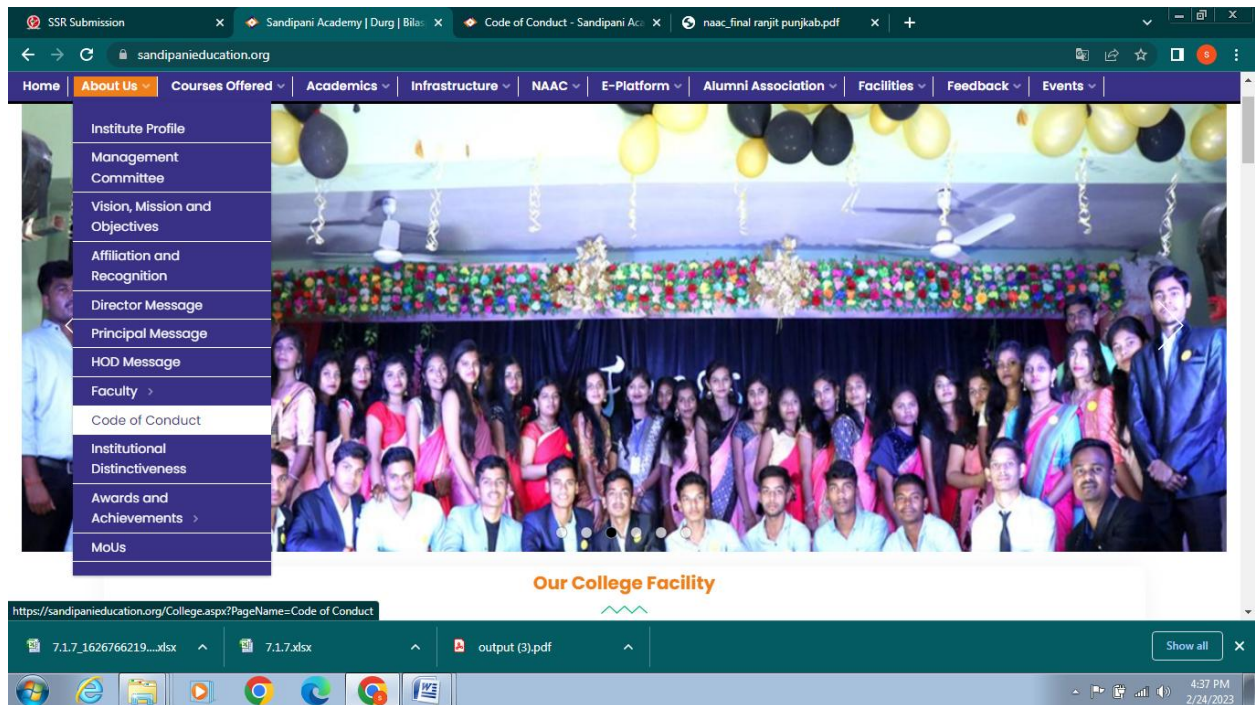 SSR Submission
Sandipani Academy | Durg | Bilas
Code of Conduct - Sandipani Aca
naac_final ranjit punjkab.pdf
sandipanieducation.org
Home
About Us
Courses Offered
Academics
Infrastructure
NAAC
E-Platform
Alumni Association
Facilities
Feedback
Events
Institute Profile
Management
Committee
Vision, Mission and
Objectives
Affiliation and
Recognition
Director Message
Principal Message
HOD Message
Faculty
Code of Conduct
Institutional
Distinctiveness
Awards and
Achievements
MoUs
Our College Facility
https://sandipanieducation.org/College.aspx?PageName=Code of Conduct
7.1.7_1626766219....xlsx
7.1.7.xlsx
output (3).pdf
Show all
4:37 PM
2/24/2023